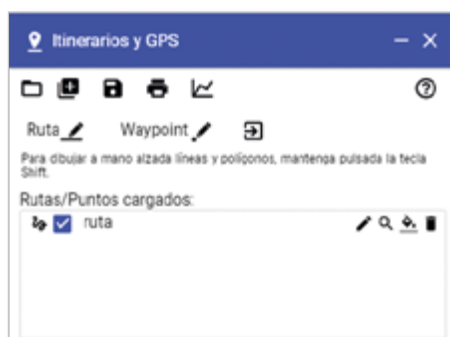 Itinerarios y GPS
Ruta Waypoint
Para dibujar a mano alzada líneas y polígonos, mantenga pulsada la tecla
Shift.
Rutas/Puntos cargados:
ruta